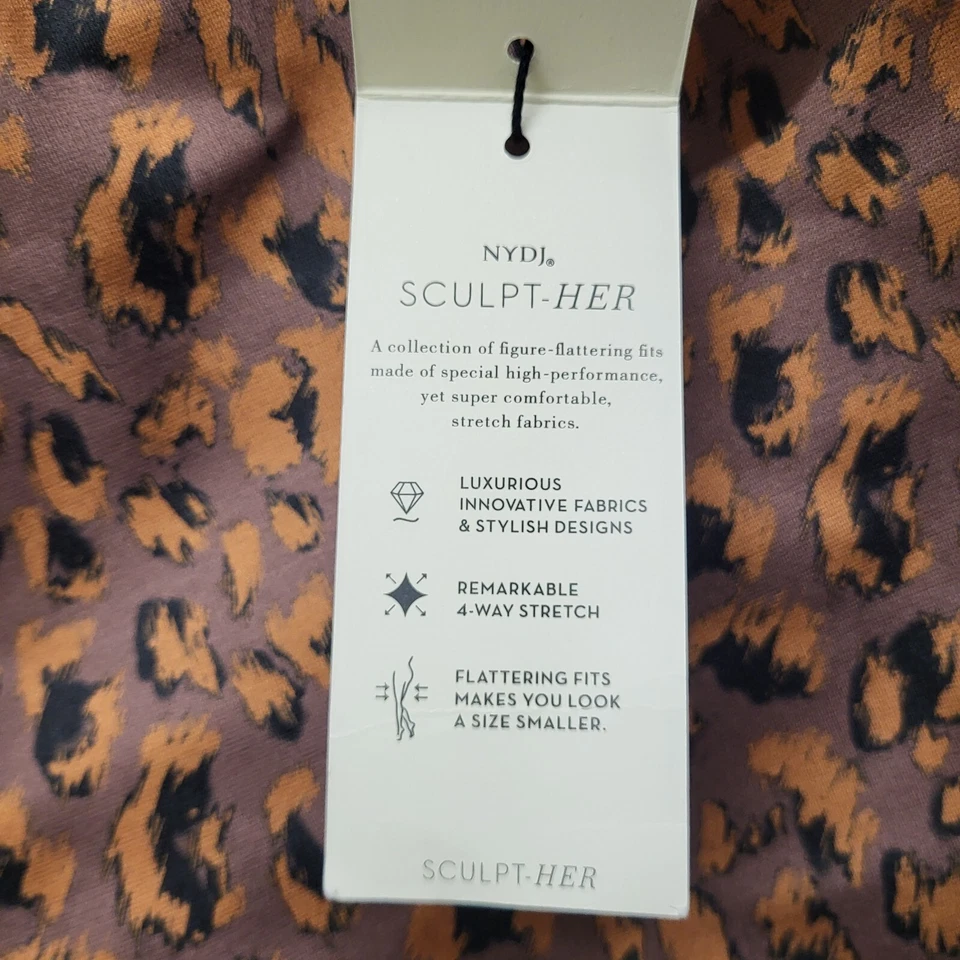 NYDJ®
SCULPT-HER
A collection of figure-flattering fits
made of special high-performance,
yet super comfortable,
stretch fabrics.
LUXURIOUS
INNOVATIVE FABRICS
& STYLISH DESIGNS
REMARKABLE
4-WAY STRETCH
FLATTERING FITS
MAKES YOU LOOK
A SIZE SMALLER.
SCULPT-HER